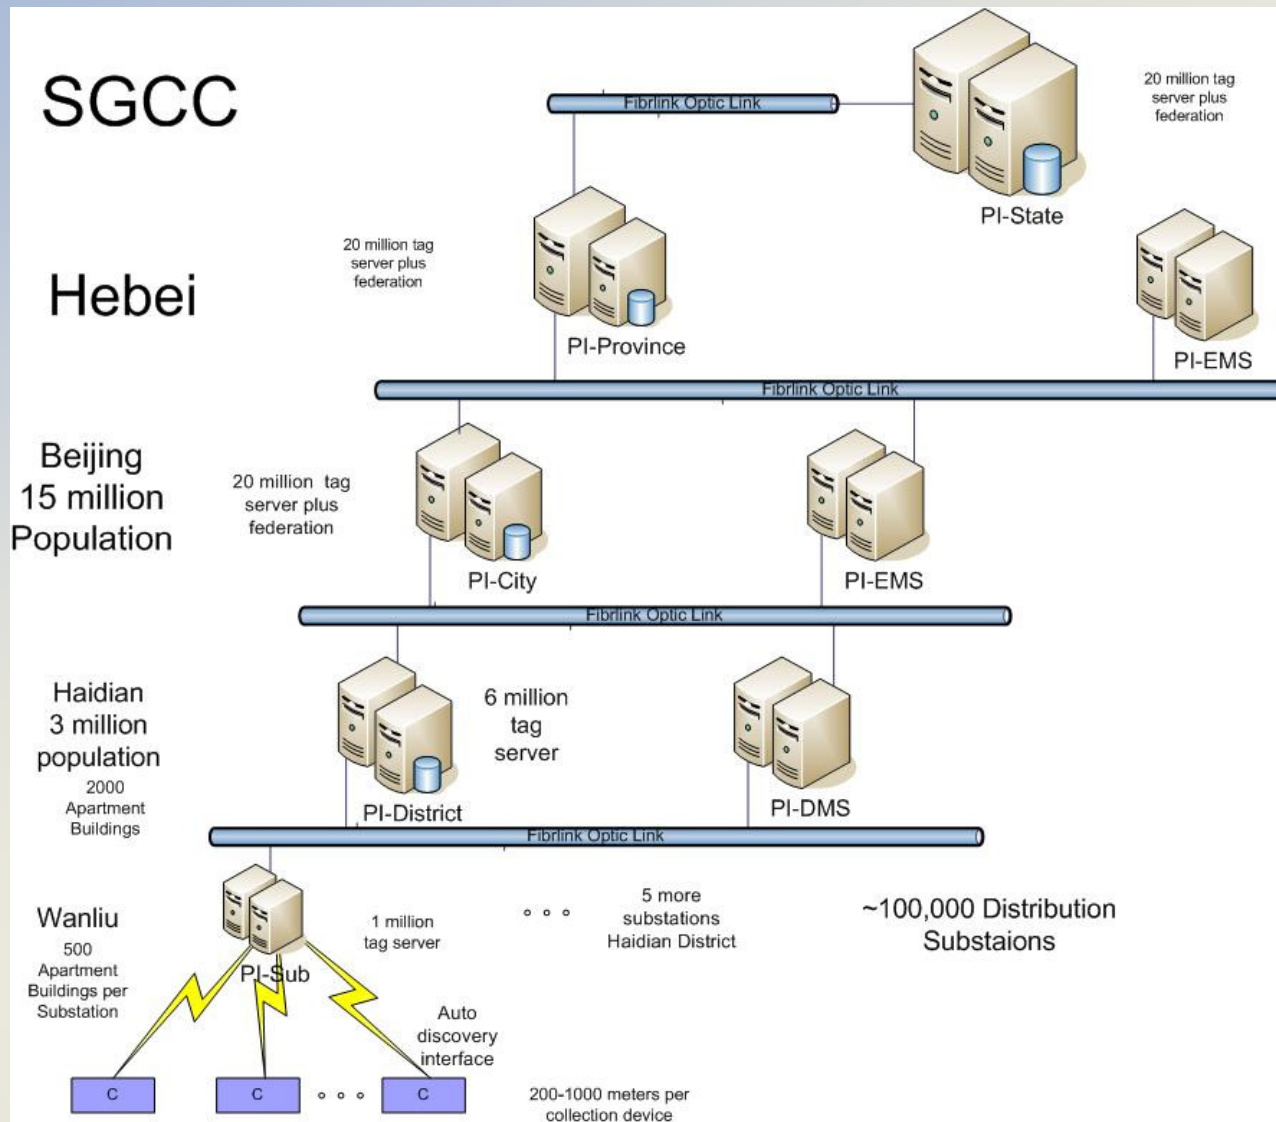 SGCC
Fibrlink Optic Link
20 million tag
server plus
federation
PI-State
Hebei
20 million tag
server plus
federation
PI-Province
PI-EMS
Fibrlink Optic Link
Beijing
15 million
Population
20 million tag
server plus
federation
PI-City
PI-EMS
Fibrlink Optic Link
Haidian
3 million
population
2000
Apartment
Buildings
6 million
tag
server
PI-District
PI-DMS
Fibrlink Optic Link
Wanliu
500
Apartment
Buildings per
Substation
PI-Sub
1 million
tag server
5 more
substations
Haidian District
~100,000 Distribution
Substaions
Auto
discovery
interface
C
C
C
200-1000 meters per
collection device